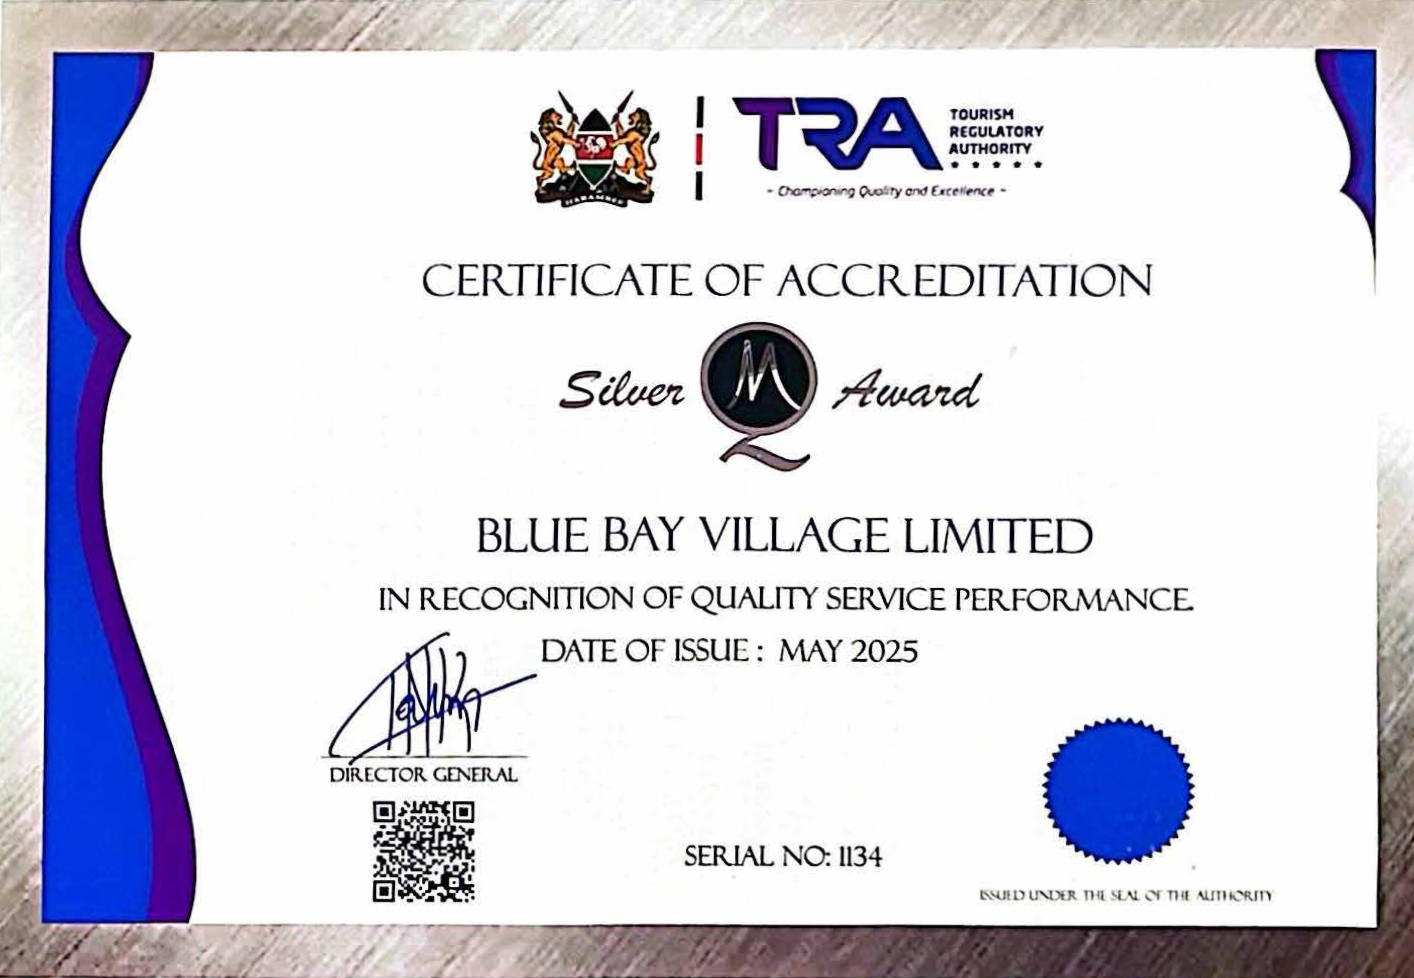 HARAMBEE
TRA
TOURISM
REGULATORY
AUTHORITY
- Championing Quality and Excellence -
CERTIFICATE OF ACCREDITATION
Silver QM Award
BLUE BAY VILLAGE LIMITED
IN RECOGNITION OF QUALITY SERVICE PERFORMANCE
DATE OF ISSUE : MAY 2025
DIRECTOR GENERAL
SERIAL NO: 1134
ISSUED UNDER THE SEAL OF THE AUTHORITY